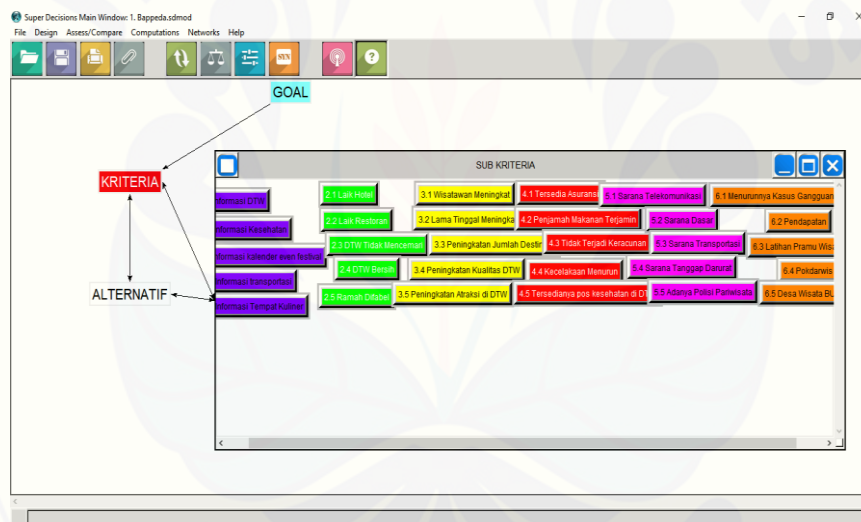 Super Decisions Main Window: 1. Bappeda.sdmod
File Design Assess/Compare Computations Networks Help
SYN
GOAL
KRITERIA
ALTERNATIF
SUB KRITERIA
nformasi DTW
2.1 Laik Hotel
3.1 Wisatawan Meningkat
4.1 Tersedia Asurans
5.1 Sarana Telekomunikasi
6.1 Menurunnya Kasus Gangguan
nformasi Kesehatan
2.2 Laik Restoran
3.2 Lama Tinggal Meningka
4.2 Penjamah Makanan Terjamin
5.2 Sarana Dasar
6.2 Pendapatan
nformasi kalender even festival
2.3 DTW Tidak Menceman
3.3 Peningkatan Jumlah Destin
4.3 Tidak Terjadi Keracunan
5.3 Sarana Transportasi
6.3 Latihan Pramu Wis
nformasi transportasi
2.4 DTW Bersih
3.4 Peningkatan Kualitas DTW
4.4 Kecelakaan Menurun
5.4 Sarana Tanggap Darurat
6.4 Pokdarwis
nformasi Tempat Kuliner
2.5 Ramah Difabel
3.5 Peningkatan Atraksi di DTW
4.5 Tersedianya pos kesehatan di DT
5.5 Adanya Polisi Pariwisata
6.5 Desa Wisata BU